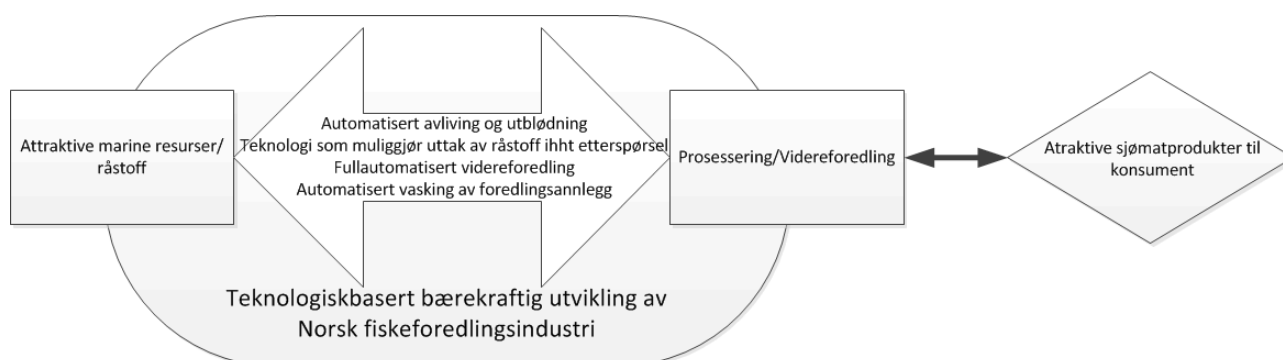 Attraktive marine resurser/
råstoff
Automatisert avliving og utblødning
Teknologi som muliggjør uttak av råstoff ihht etterspørsel
Fullautomatisert videreforedling
Automatisert vasking av foredlingsannlegg
Prosessering/Videreforedling
Atraktive sjømatprodukter til
konsument
Teknologiskbasert bærekraftig utvikling av
Norsk fiskeforedlingsindustri